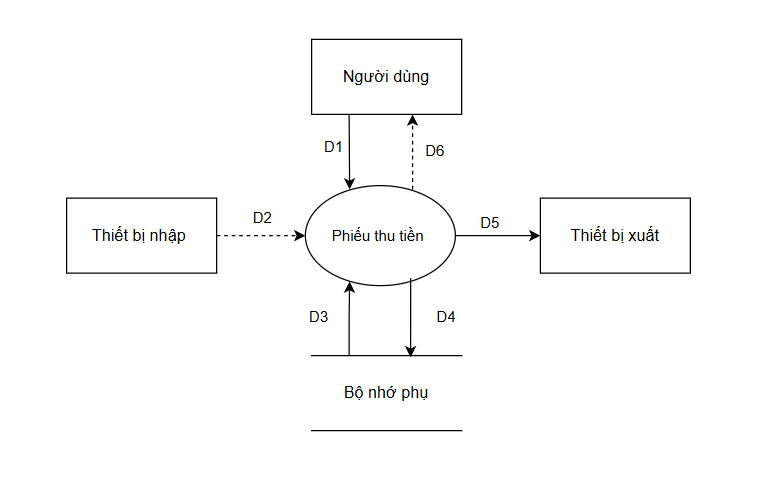 Người dùng
D1
D6
Thiết bị nhập
D2
Phiếu thu tiền
D5
Thiết bị xuất
D3
D4
Bộ nhớ phụ